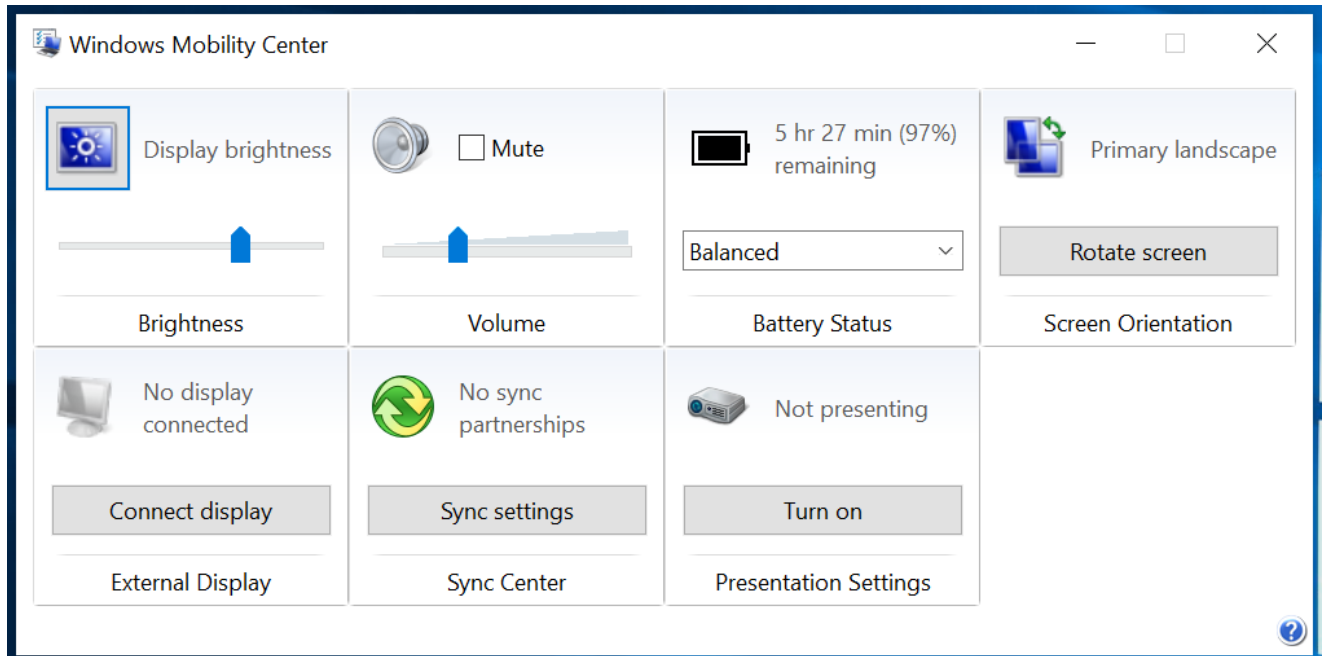 Windows Mobility Center
Display brightness
Brightness
Mute
Volume
5 hr 27 min (97%)
remaining
Balanced
Battery Status
Primary landscape
Rotate screen
Screen Orientation
No display
connected
Connect display
External Display
No sync
partnerships
Sync settings
Sync Center
Not presenting
Turn on
Presentation Settings
?